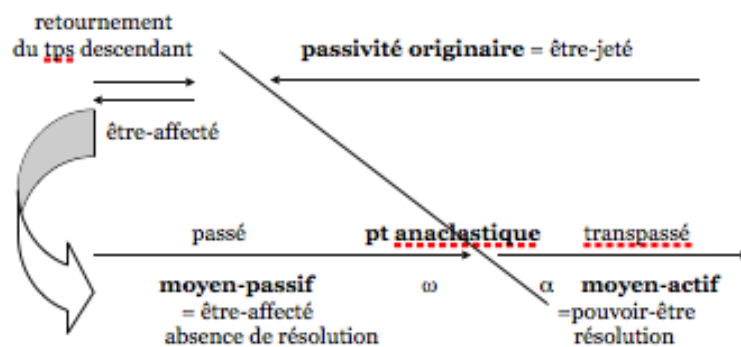 retournement
du tps descendant
passivité originaire = être-jeté
être-affecté
passé
pt anaclastique
transpassé
moyen-passif
ω
α
moyen-actif
= être-affecté
=pouvoir-être
absence de résolution
résolution